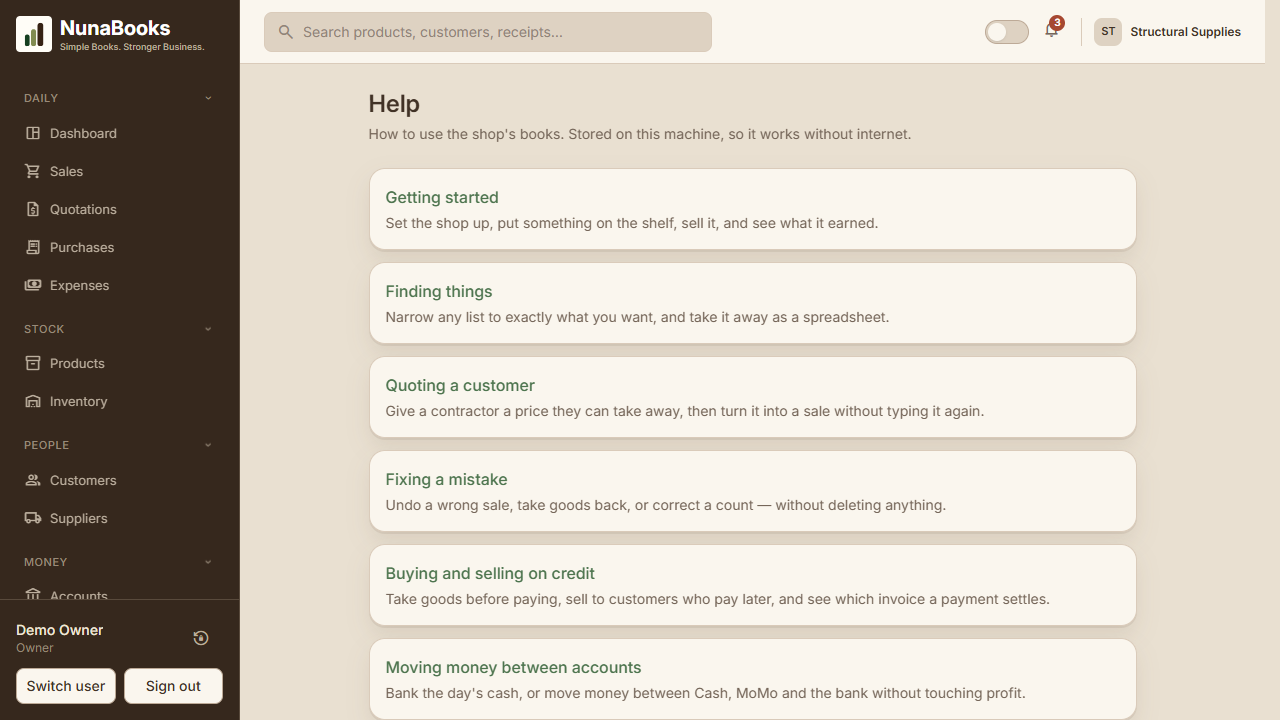 NunaBooks
Simple Books. Stronger Business.
DAILY
Dashboard
Sales
Quotations
Purchases
Expenses
STOCK
Products
Inventory
PEOPLE
Customers
Suppliers
MONEY
Accounts
Demo Owner
Owner
Switch user
Sign out
Search products, customers, receipts...
3
ST
Structural Supplies
Help
How to use the shop's books. Stored on this machine, so it works without internet.
Getting started
Set the shop up, put something on the shelf, sell it, and see what it earned.
Finding things
Narrow any list to exactly what you want, and take it away as a spreadsheet.
Quoting a customer
Give a contractor a price they can take away, then turn it into a sale without typing it again.
Fixing a mistake
Undo a wrong sale, take goods back, or correct a count — without deleting anything.
Buying and selling on credit
Take goods before paying, sell to customers who pay later, and see which invoice a payment settles.
Moving money between accounts
Bank the day's cash, or move money between Cash, MoMo and the bank without touching profit.